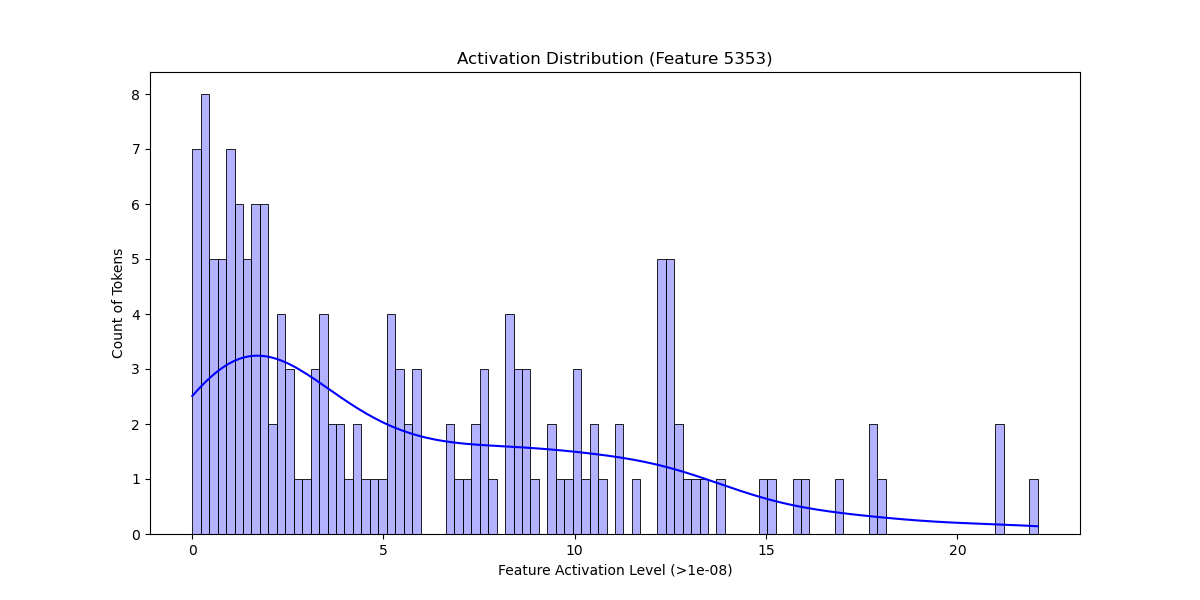 Activation Distribution (Feature 5353)
8
7
6
5
4
3
2
1
0
Count of Tokens
0 5 10 15 20
Feature Activation Level (>1e-08)